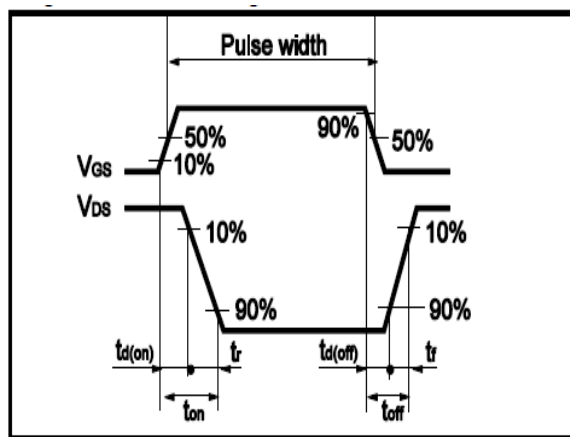 Pulse width
90%
50%
50%
10%
VGS
VDS
10%
10%
90%
90%
td(on)
tr
td(off)
tf
ton
toff